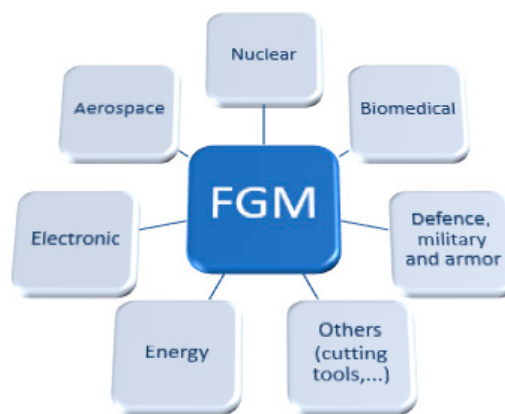 Nuclear
Aerospace
Biomedical
FGM
Electronic
Defence,
military
and armor
Energy
Others
(cutting
tools,...)